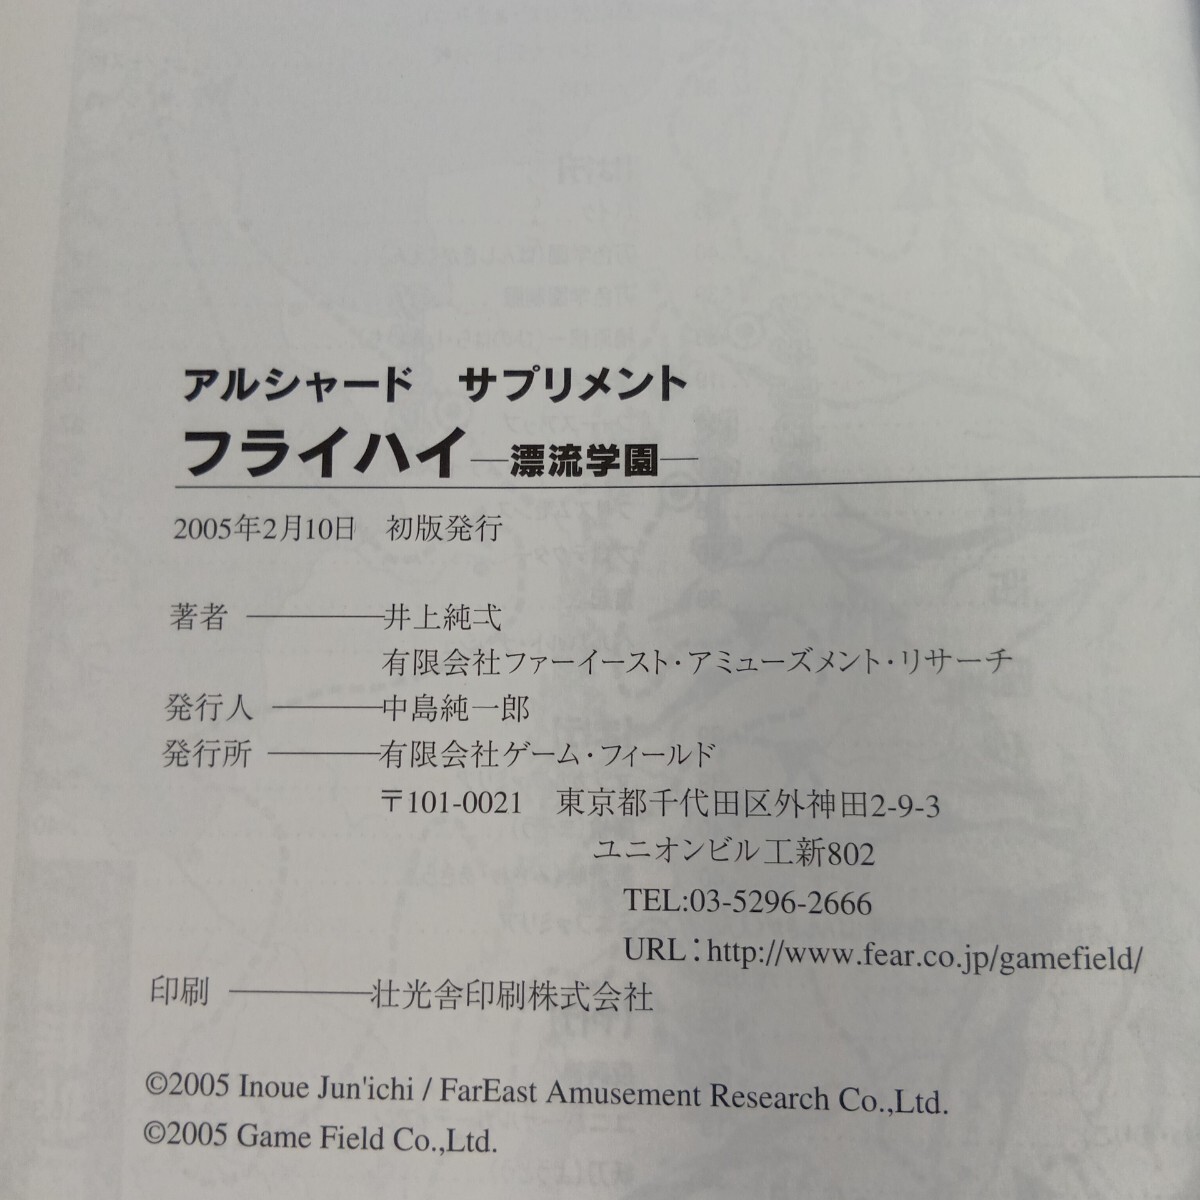 アルシャード　サプリメント
フライハイ―漂流学園―
2005年2月10日　初版発行
著者 ――――井上純弌
有限会社ファーイースト・アミューズメント・リサーチ
発行人 ――――中島純一郎
発行所 ――――有限会社ゲーム・フィールド
〒101-0021　東京都千代田区外神田2-9-3
ユニオンビル工新802
TEL:03-5296-2666
URL：http://www.fear.co.jp/gamefield/
印刷 ――――壮光舎印刷株式会社
©2005 Inoue Jun'ichi / FarEast Amusement Research Co.,Ltd.
©2005 Game Field Co.,Ltd.